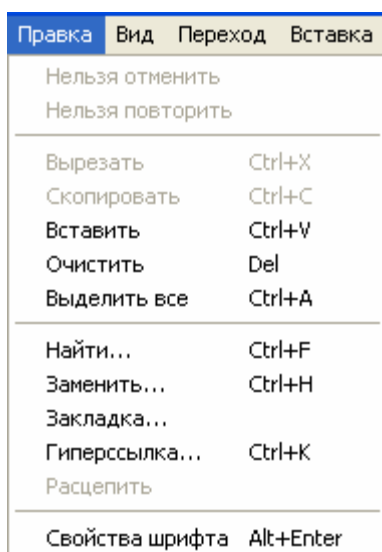 Правка Вид Переход Вставка
Нельзя отменить
Нельзя повторить
Вырезать Ctrl+X
Скопировать Ctrl+C
Вставить Ctrl+V
Очистить Del
Выделить все Ctrl+A
Найти... Ctrl+F
Заменить... Ctrl+H
Закладка...
Гиперссылка... Ctrl+K
Расцепить
Свойства шрифта Alt+Enter